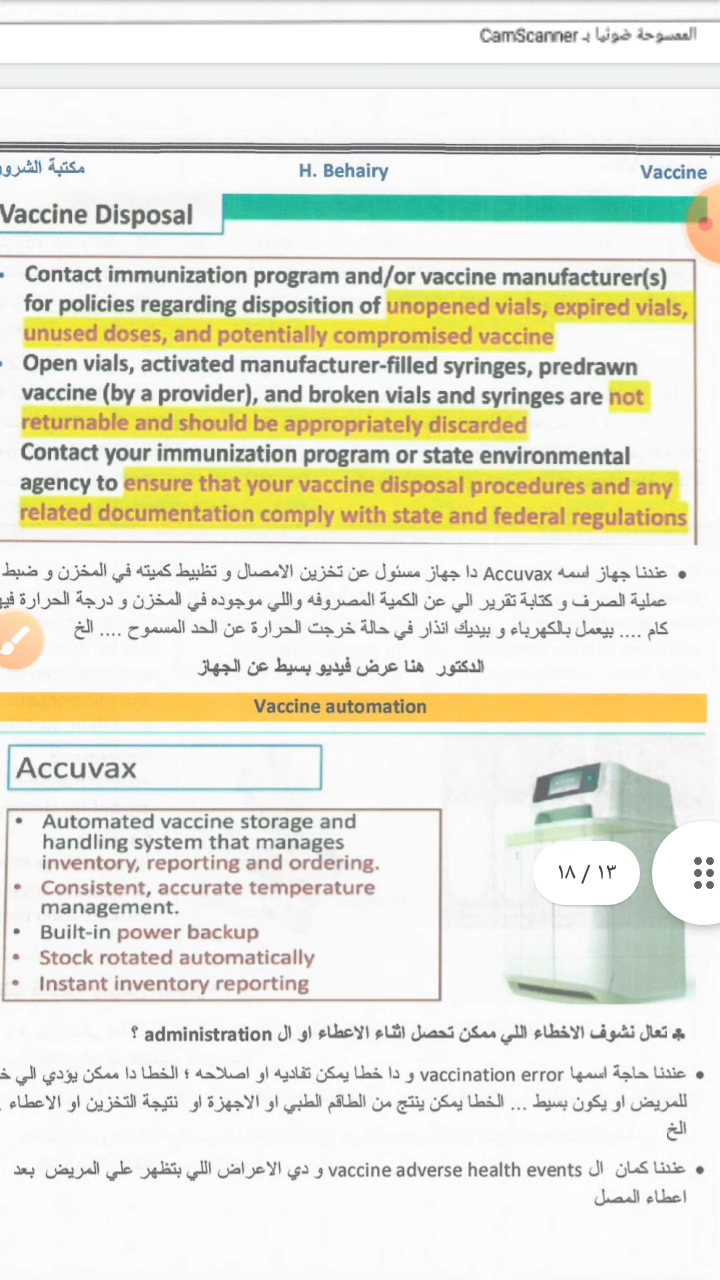 الممسوحة ضوئيا بـ CamScanner
مكتبة
H. Behairy
Vaccine
Vaccine Disposal
Contact immunization program and/or vaccine manufacturer(s)
for policies regarding disposition of unopened vials, expired vials,
unused doses, and potentially compromised vaccine
Open vials, activated manufacturer-filled syringes, predrawn
vaccine (by a provider), and broken vials and syringes are not
returnable and should be appropriately discarded
Contact your immunization program or state environmental
agency to ensure that your vaccine disposal procedures and any
related documentation comply with state and federal regulations
• عندنا جهاز اسمه Accuvax دا جهاز مسئول عن تخزين الامصال و تظبيط كميته في المخزن و ضبط
عملية الصرف و كتابة تقرير الي عن الكمية المصروفه واللي موجوده في المخزن و درجة الحرارة
كام .... بيعمل بالكهرباء و بيديك انذار في حالة خرجت الحرارة عن الحد المسموح .... الخ
الدكتور هنا عرض فيديو بسيط عن الجهاز
Vaccine automation
Accuvax
• Automated vaccine storage and
handling system that manages
inventory, reporting and ordering.
• Consistent, accurate temperature
management.
• Built-in power backup
• Stock rotated automatically
• Instant inventory reporting
١٣ / ١٨
♣ تعال نشوف الاخطاء اللي ممكن تحصل اثناء الاعطاء او ال administration ؟
• عندنا حاجة اسمها vaccination error و دا خطا يمكن تفاديه او اصلاحه ؛ الخطا دا ممكن يؤدي الي
للمريض او يكون بسيط ... الخطا يمكن ينتج من الطاقم الطبي او الاجهزة او نتيجة التخزين او الاعطاء
الخ
• عندنا كمان ال vaccine adverse health events و دي الاعراض اللي بتظهر علي المريض بعد
اعطاء المصل